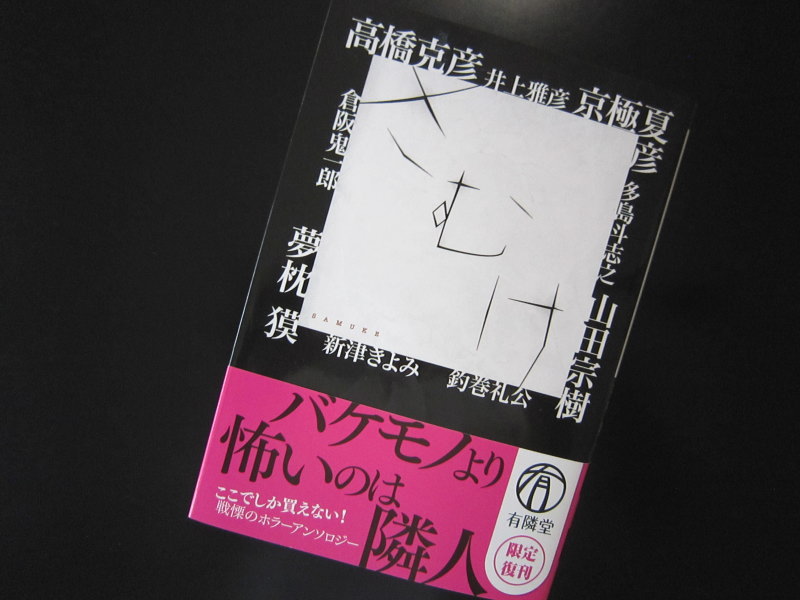 高橋克彦
井上雅彦
京極夏彦
倉阪鬼一郎
多島斗志之
夢枕獏
山田宗樹
さむけ
SAMUKE
新津きよみ
釣巻礼公
バケモノより
怖いのは
隣人
ここでしか買えない!
戦慄のホラーアンソロジー
有
有隣堂
限定
復刊